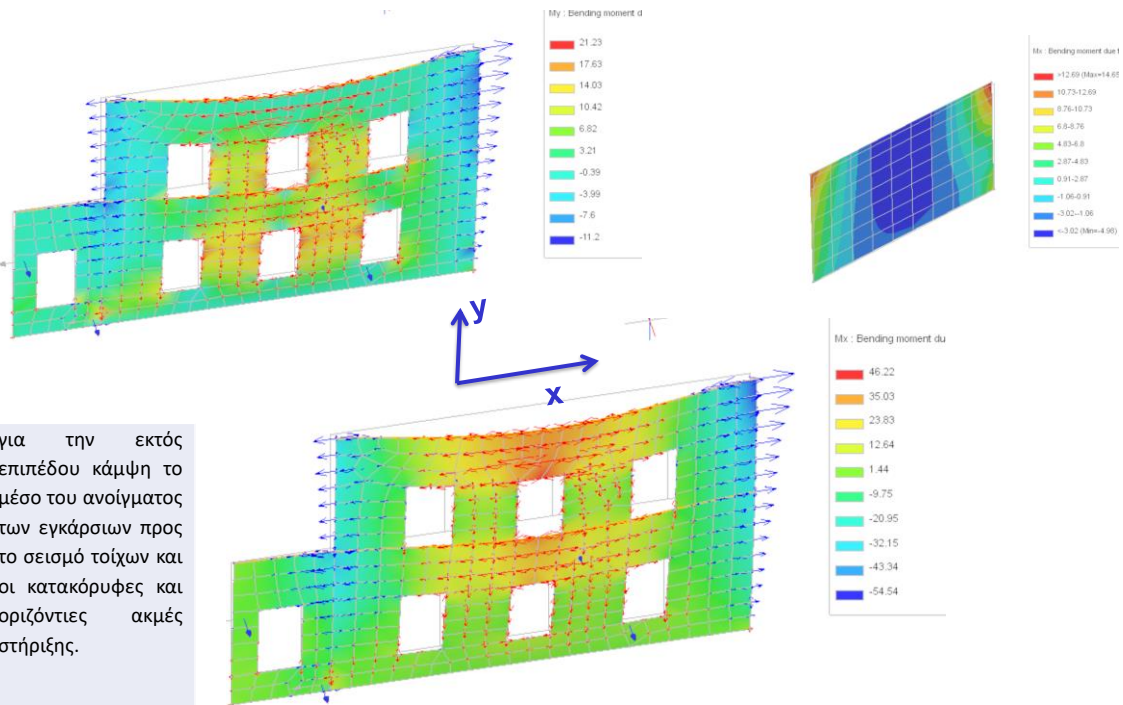 My : Bending moment d
21.23
17.63
14.03
10.42
6.82
3.21
-0.39
-3.99
-7.6
-11.2
Mx : Bending moment due t
>12.69 (Max=14.65
10.73-12.69
8.76-10.73
6.8-8.76
4.83-6.8
2.87-4.83
0.91-2.87
-1.06-0.91
-3.02--1.06
<-3.02 (Min=-4.98)
y
x
Mx : Bending moment du
46.22
35.03
23.83
12.64
1.44
-9.75
-20.95
-32.15
-43.34
-54.54
για την εκτός
επιπέδου κάμψη το
μέσο του ανοίγματος
των εγκάρσιων προς
το σεισμό τοίχων και
οι κατακόρυφες και
οριζόντιες ακμές
στήριξης.